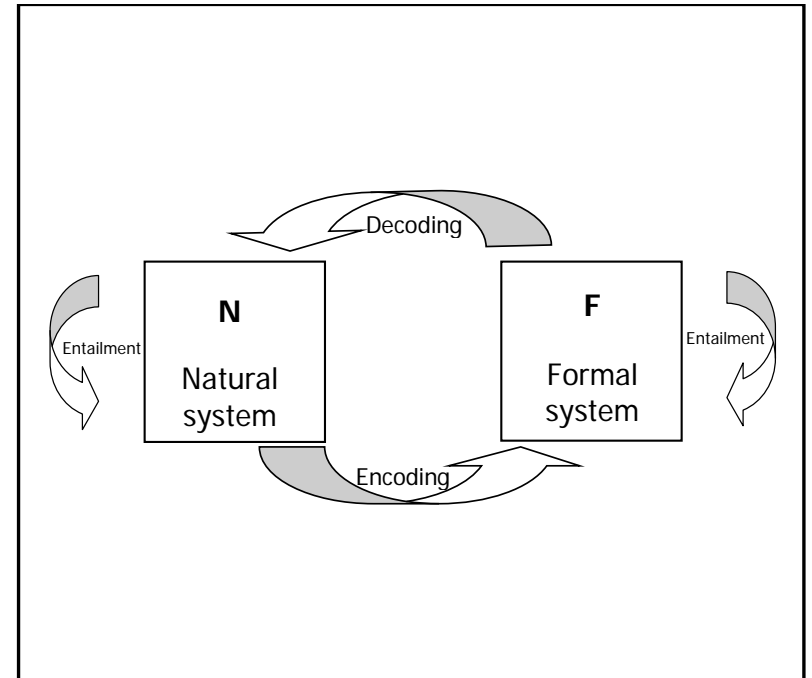 Decoding
N
Natural
system
Entailment
F
Formal
system
Entailment
Encoding